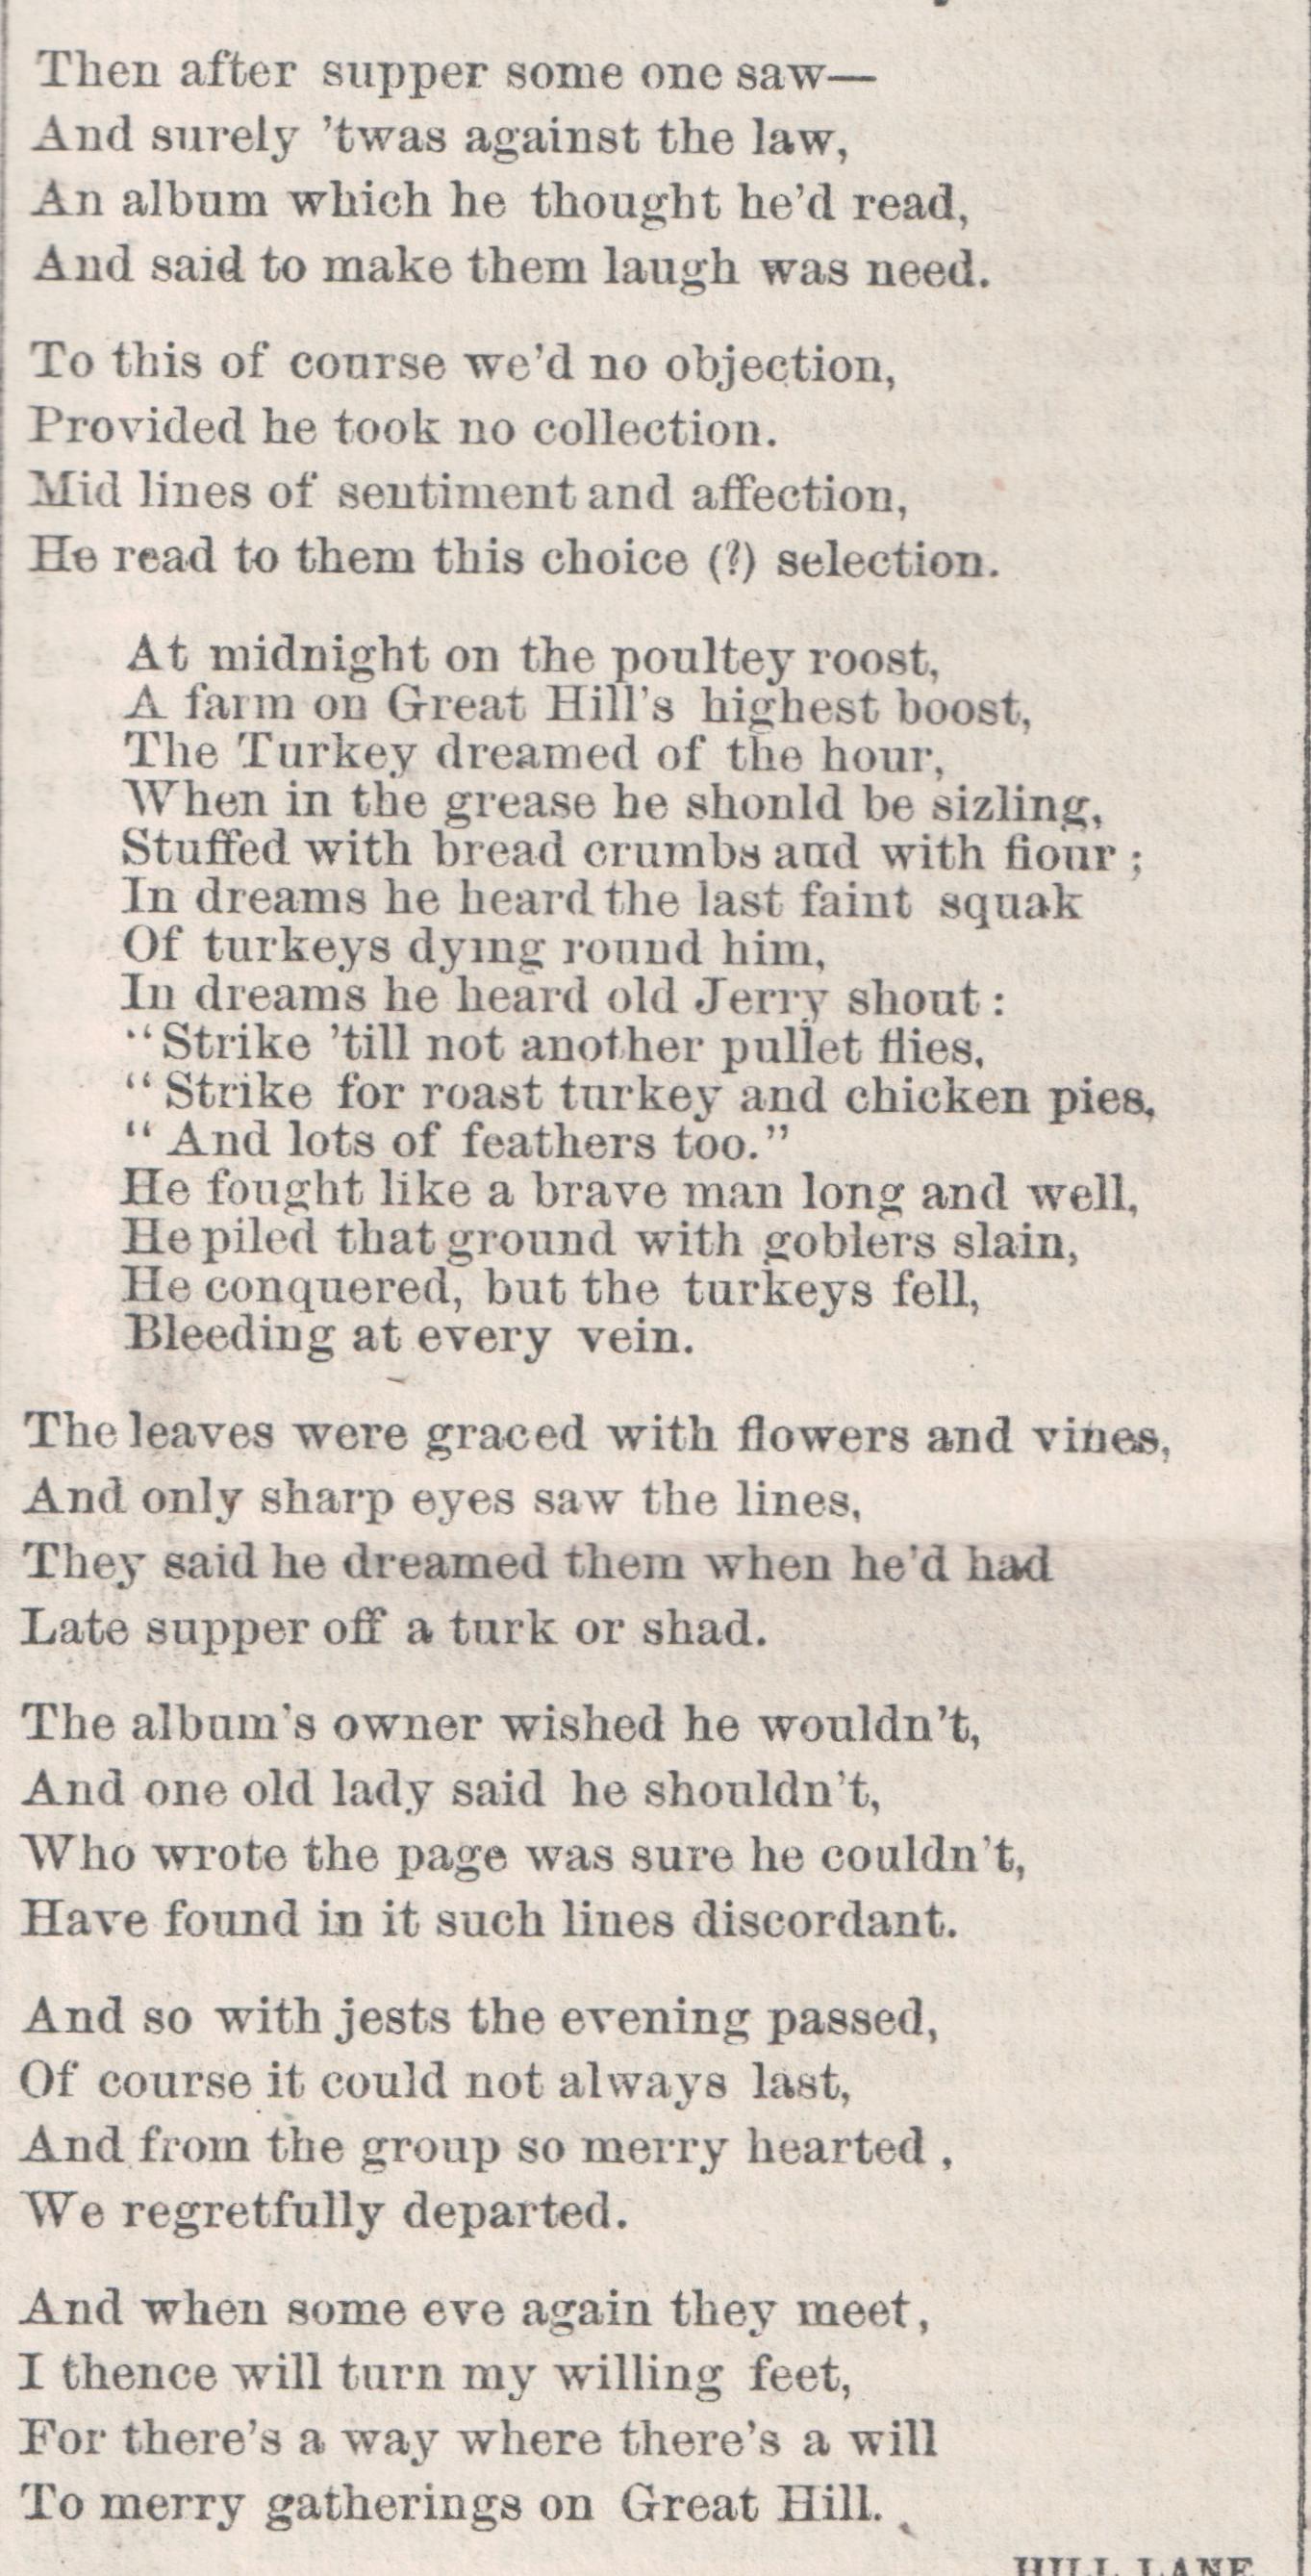 Then after supper some one saw—
And surely ’twas against the law,
An album which he thought he’d read,
And said to make them laugh was need.
To this of course we’d no objection,
Provided he took no collection.
Mid lines of sentiment and affection,
He read to them this choice (?) selection.
At midnight on the poultey roost,
A farm on Great Hill’s highest boost,
The Turkey dreamed of the hour,
When in the grease he shonld be sizling,
Stuffed with bread crumbs aud with fiour ;
In dreams he heard the last faint squak
Of turkeys dying round him,
In dreams he heard old Jerry shout :
“Strike ’till not another pullet flies,
“Strike for roast turkey and chicken pies,
“ And lots of feathers too.”
He fought like a brave man long and well,
He piled that ground with goblers slain,
He conquered, but the turkeys fell,
Bleeding at every vein.
The leaves were graced with flowers and vines,
And only sharp eyes saw the lines,
They said he dreamed them when he’d had
Late supper off a turk or shad.
The album’s owner wished he wouldn’t,
And one old lady said he shouldn’t,
Who wrote the page was sure he couldn’t,
Have found in it such lines discordant.
And so with jests the evening passed,
Of course it could not always last,
And from the group so merry hearted ,
We regretfully departed.
And when some eve again they meet,
I thence will turn my willing feet,
For there’s a way where there’s a will
To merry gatherings on Great Hill.
HILL LANE